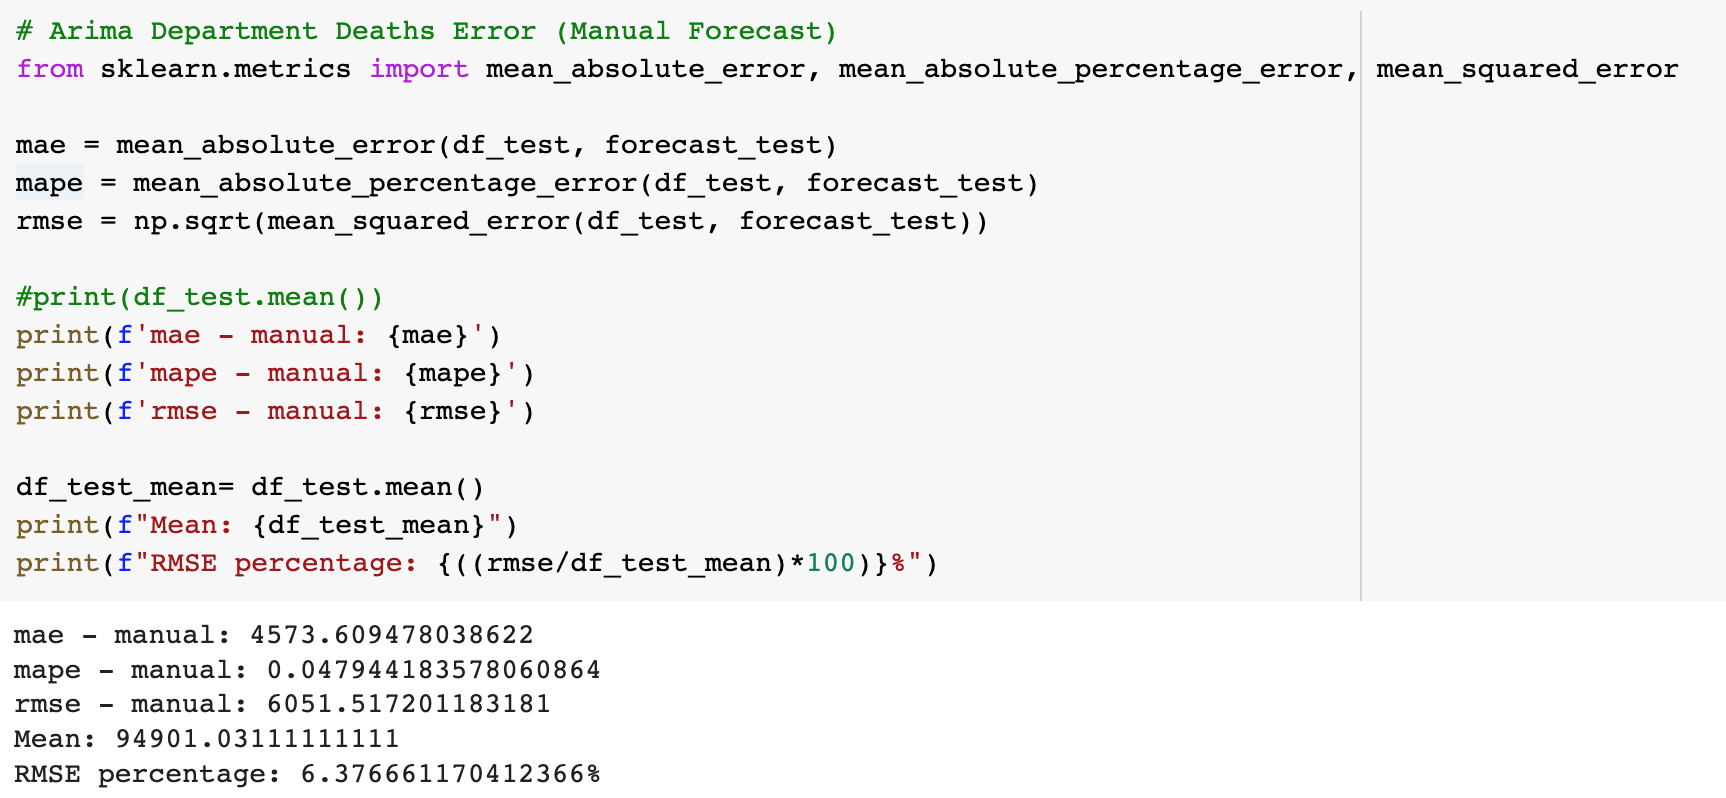 # Arima Department Deaths Error (Manual Forecast)
from sklearn.metrics import mean_absolute_error, mean_absolute_percentage_error, mean_squared_error
mae = mean_absolute_error(df_test, forecast_test)
mape = mean_absolute_percentage_error(df_test, forecast_test)
rmse = np.sqrt(mean_squared_error(df_test, forecast_test))
#print(df_test.mean())
print(f'mae - manual: {mae}')
print(f'mape - manual: {mape}')
print(f'rmse - manual: {rmse}')
df_test_mean= df_test.mean()
print(f"Mean: {df_test_mean}")
print(f"RMSE percentage: {((rmse/df_test_mean)*100)}%")
mae - manual: 4573.609478038622
mape - manual: 0.047944183578060864
rmse - manual: 6051.517201183181
Mean: 94901.03111111111
RMSE percentage: 6.376661170412366%